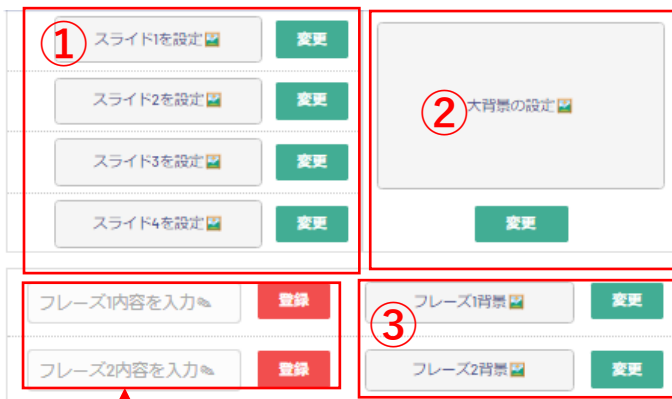 ① スライド1を設定🖼️ 変更
スライド2を設定🖼️ 変更
スライド3を設定🖼️ 変更
スライド4を設定🖼️ 変更
② 大背景の設定🖼️
変更
フレーズ1内容を入力✎ 登録
フレーズ2内容を入力✎ 登録
③ フレーズ1背景🖼️ 変更
フレーズ2背景🖼️ 変更